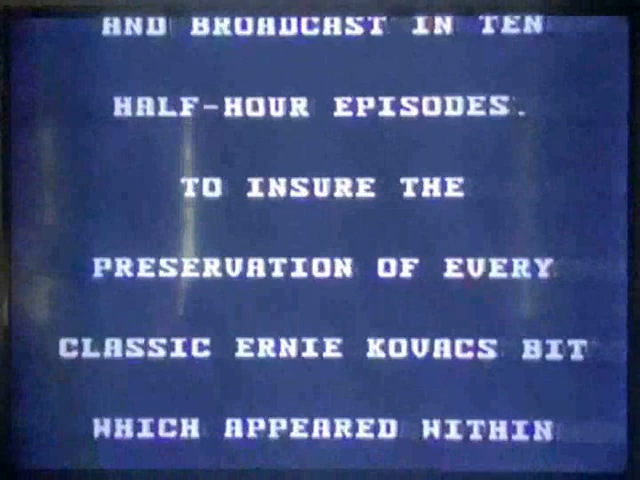 AND BROADCAST IN TEN
HALF-HOUR EPISODES.
TO INSURE THE
PRESERVATION OF EVERY
CLASSIC ERNIE KOVACS BIT
WHICH APPEARED WITHIN